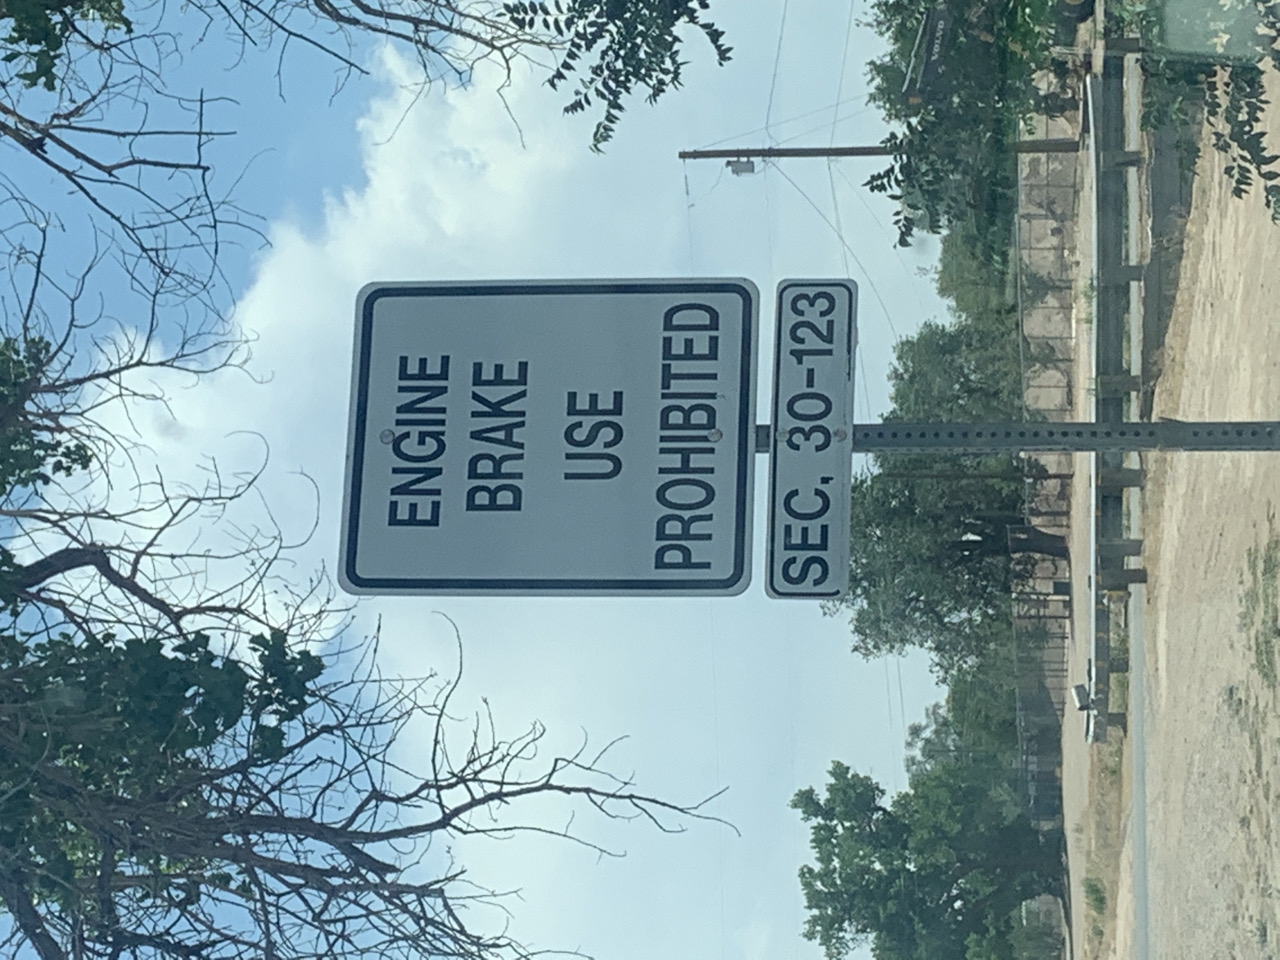 ENGINE
BRAKE
USE
PROHIBITED
SEC. 30-123